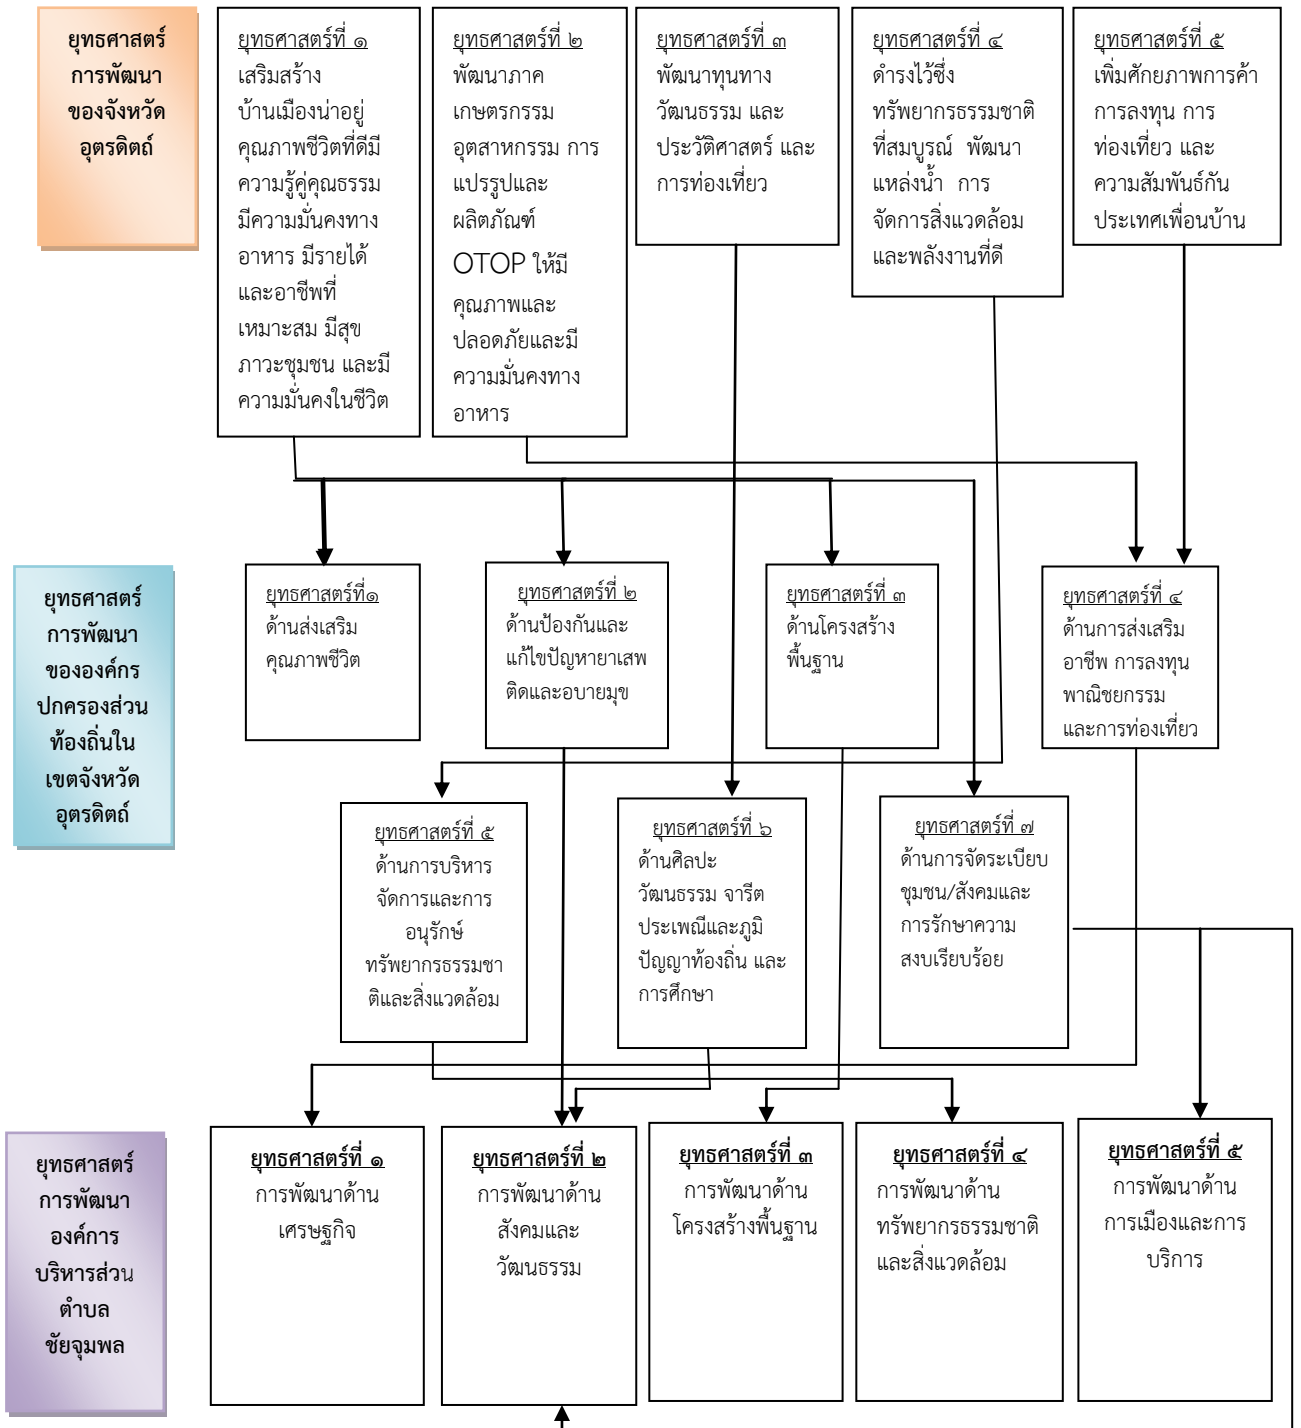 ยุทธศาสตร์
การพัฒนา
ของจังหวัด
อุตรดิตถ์
ยุทธศาสตร์ที่ ๑
เสริมสร้าง
บ้านเมืองน่าอยู่
คุณภาพชีวิตที่ดีมี
ความรู้คู่คุณธรรม
มีความมั่นคงทาง
อาหาร มีรายได้
และอาชีพที่
เหมาะสม มีสุข
ภาวะชุมชน และมี
ความมั่นคงในชีวิต
ยุทธศาสตร์ที่ ๒
พัฒนาภาค
เกษตรกรรม
อุตสาหกรรม การ
แปรรูปและ
ผลิตภัณฑ์
OTOP ให้มี
คุณภาพและ
ปลอดภัยและมี
ความมั่นคงทาง
อาหาร
ยุทธศาสตร์ที่ ๓
พัฒนาทุนทาง
วัฒนธรรม และ
ประวัติศาสตร์ และ
การท่องเที่ยว
ยุทธศาสตร์ที่ ๔
ดำรงไว้ซึ่ง
ทรัพยากรธรรมชาติ
ที่สมบูรณ์ พัฒนา
แหล่งน้ำ การ
จัดการสิ่งแวดล้อม
และพลังงานที่ดี
ยุทธศาสตร์ที่ ๕
เพิ่มศักยภาพการค้า
การลงทุน การ
ท่องเที่ยว และ
ความสัมพันธ์กัน
ประเทศเพื่อนบ้าน
ยุทธศาสตร์
การพัฒนา
ขององค์กร
ปกครองส่วน
ท้องถิ่นใน
เขตจังหวัด
อุตรดิตถ์
ยุทธศาสตร์ที่๑
ด้านส่งเสริม
คุณภาพชีวิต
ยุทธศาสตร์ที่ ๒
ด้านป้องกันและ
แก้ไขปัญหายาเสพ
ติดและอบายมุข
ยุทธศาสตร์ที่ ๓
ด้านโครงสร้าง
พื้นฐาน
ยุทธศาสตร์ที่ ๔
ด้านการส่งเสริม
อาชีพ การลงทุน
พาณิชยกรรม
และการท่องเที่ยว
ยุทธศาสตร์ที่ ๕
ด้านการบริหาร
จัดการและการ
อนุรักษ์
ทรัพยากรธรรมชา
ติและสิ่งแวดล้อม
ยุทธศาสตร์ที่ ๖
ด้านศิลปะ
วัฒนธรรม จารีต
ประเพณีและภูมิ
ปัญญาท้องถิ่น และ
การศึกษา
ยุทธศาสตร์ที่ ๗
ด้านการจัดระเบียบ
ชุมชน/สังคมและ
การรักษาความ
สงบเรียบร้อย
ยุทธศาสตร์
การพัฒนา
องค์การ
บริหารส่วน
ตำบล
ชัยจุมพล
ยุทธศาสตร์ที่ ๑
การพัฒนาด้าน
เศรษฐกิจ
ยุทธศาสตร์ที่ ๒
การพัฒนาด้าน
สังคมและ
วัฒนธรรม
ยุทธศาสตร์ที่ ๓
การพัฒนาด้าน
โครงสร้างพื้นฐาน
ยุทธศาสตร์ที่ ๔
การพัฒนาด้าน
ทรัพยากรธรรมชาติ
และสิ่งแวดล้อม
ยุทธศาสตร์ที่ ๕
การพัฒนาด้าน
การเมืองและการ
บริการ